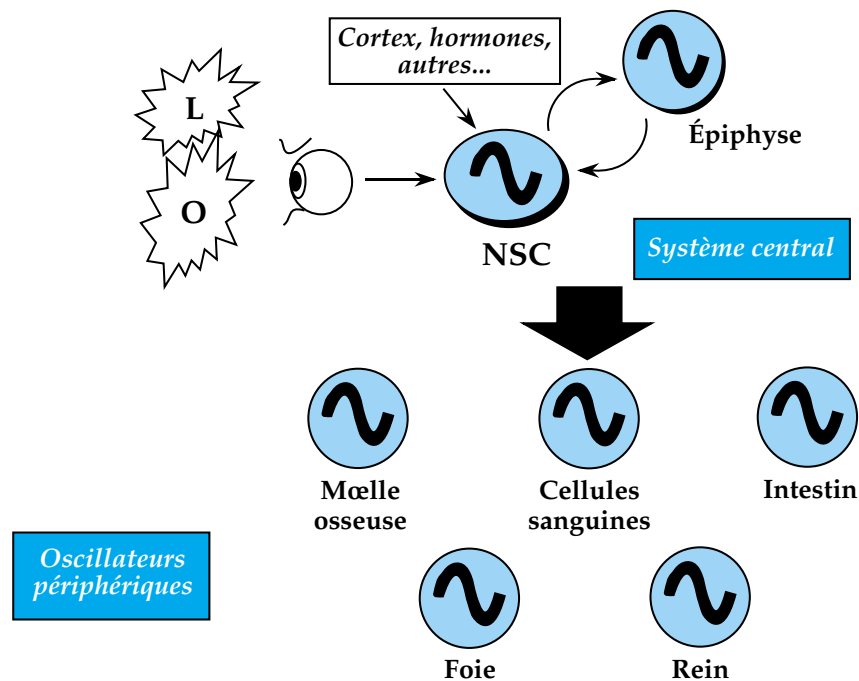 Cortex, hormones,
autres...
L
Épiphyse
O
NSC
Système central
Mœlle
osseuse
Cellules
sanguines
Intestin
Oscillateurs
périphériques
Foie
Rein